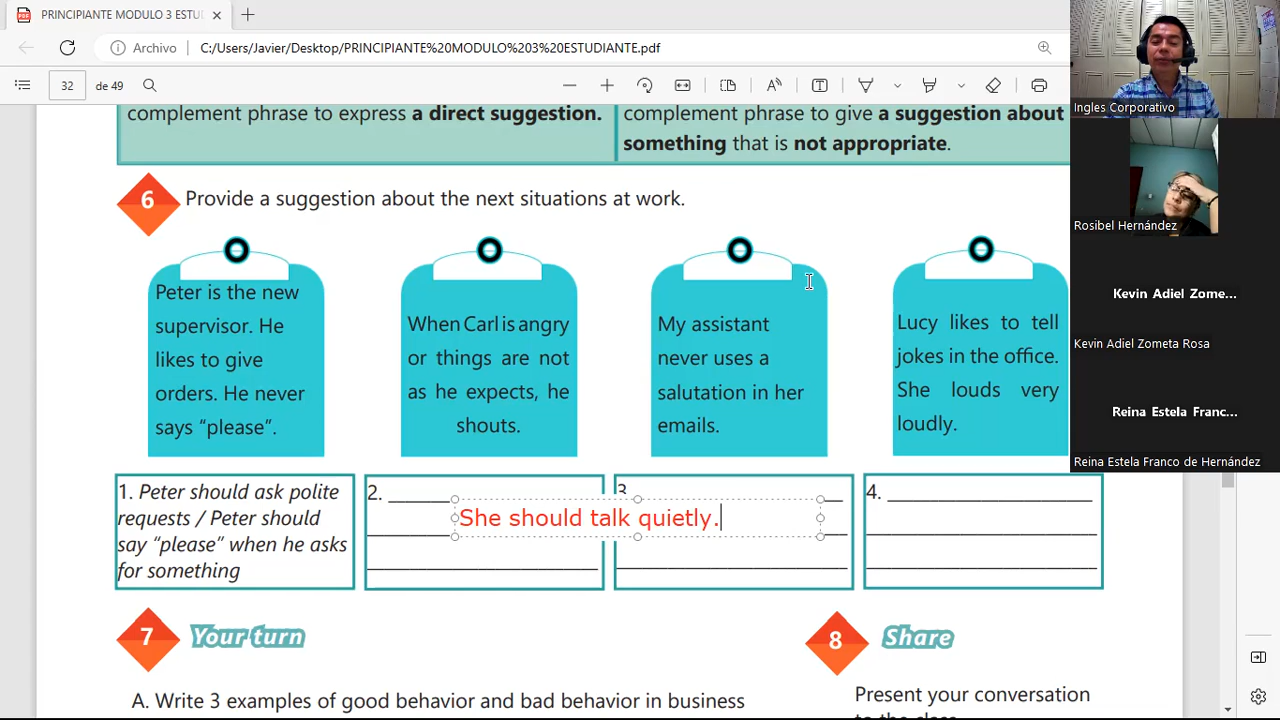 PRINCIPIANTE MODULO 3 ESTU
Archivo
C:/Users/Javier/Desktop/PRINCIPIANTE%20MODULO%203%20ESTUDIANTE.pdf
32 de 49
complement phrase to express a direct suggestion.
complement phrase to give a suggestion about
something that is not appropriate.
6 Provide a suggestion about the next situations at work.
Peter is the new
supervisor. He
likes to give
orders. He never
says “please”.
When Carl is angry
or things are not
as he expects, he
shouts.
My assistant
never uses a
salutation in her
emails.
Lucy likes to tell
jokes in the office.
She louds very
loudly.
1. Peter should ask polite
requests / Peter should
say “please” when he asks
for something
2. ______
3
She should talk quietly.
4. ____________________
7 Your turn
A. Write 3 examples of good behavior and bad behavior in business
8 Share
Present your conversation
to the class
Ingles Corporativo
Rosibel Hernández
Kevin Adiel Zome...
Kevin Adiel Zometa Rosa
Reina Estela Franc...
Reina Estela Franco de Hernández